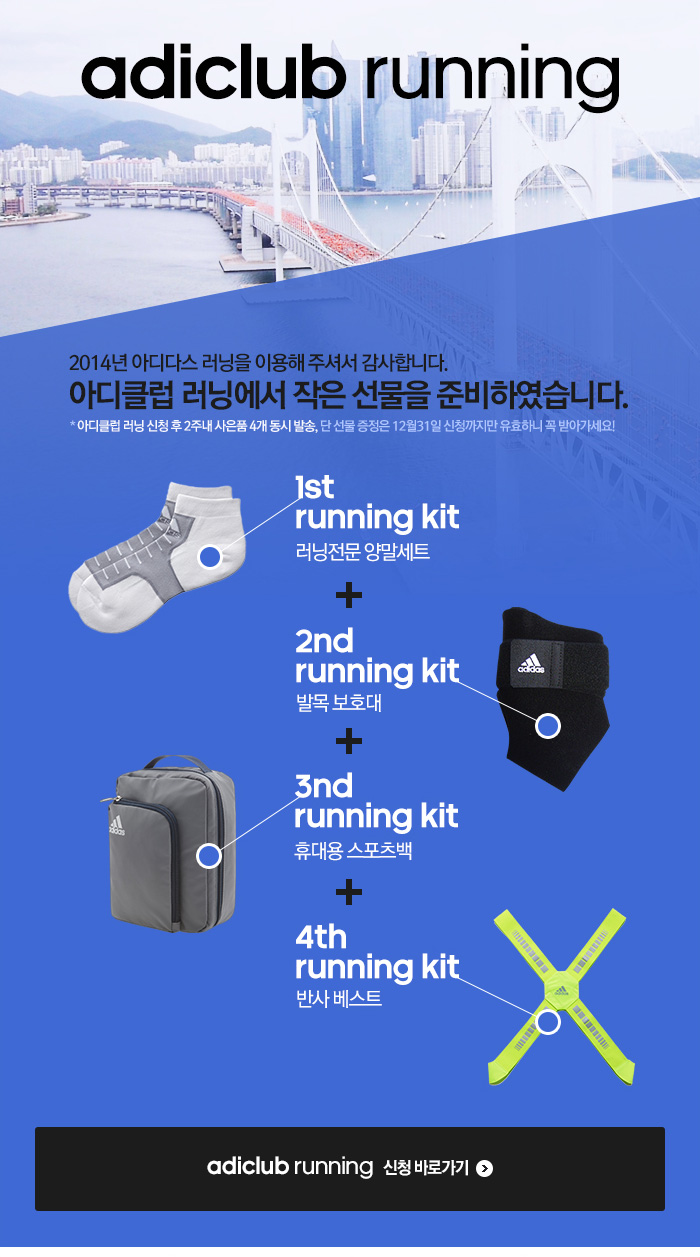 adiclub running
2014년 아디다스 러닝을 이용해 주셔서 감사합니다.
아디클럽 러닝에서 작은 선물을 준비하였습니다.
* 아디클럽 러닝 신청 후 2주내 사은품 4개 동시 발송, 단 선물 증정은 12월31일 신청까지만 유효하니 꼭 받아가세요!
1st
running kit
러닝전문 양말세트
+
2nd
running kit
발목 보호대
adidas
+
3nd
running kit
휴대용 스포츠백
adidas
+
4th
running kit
반사 베스트
adiclub running 신청 바로가기